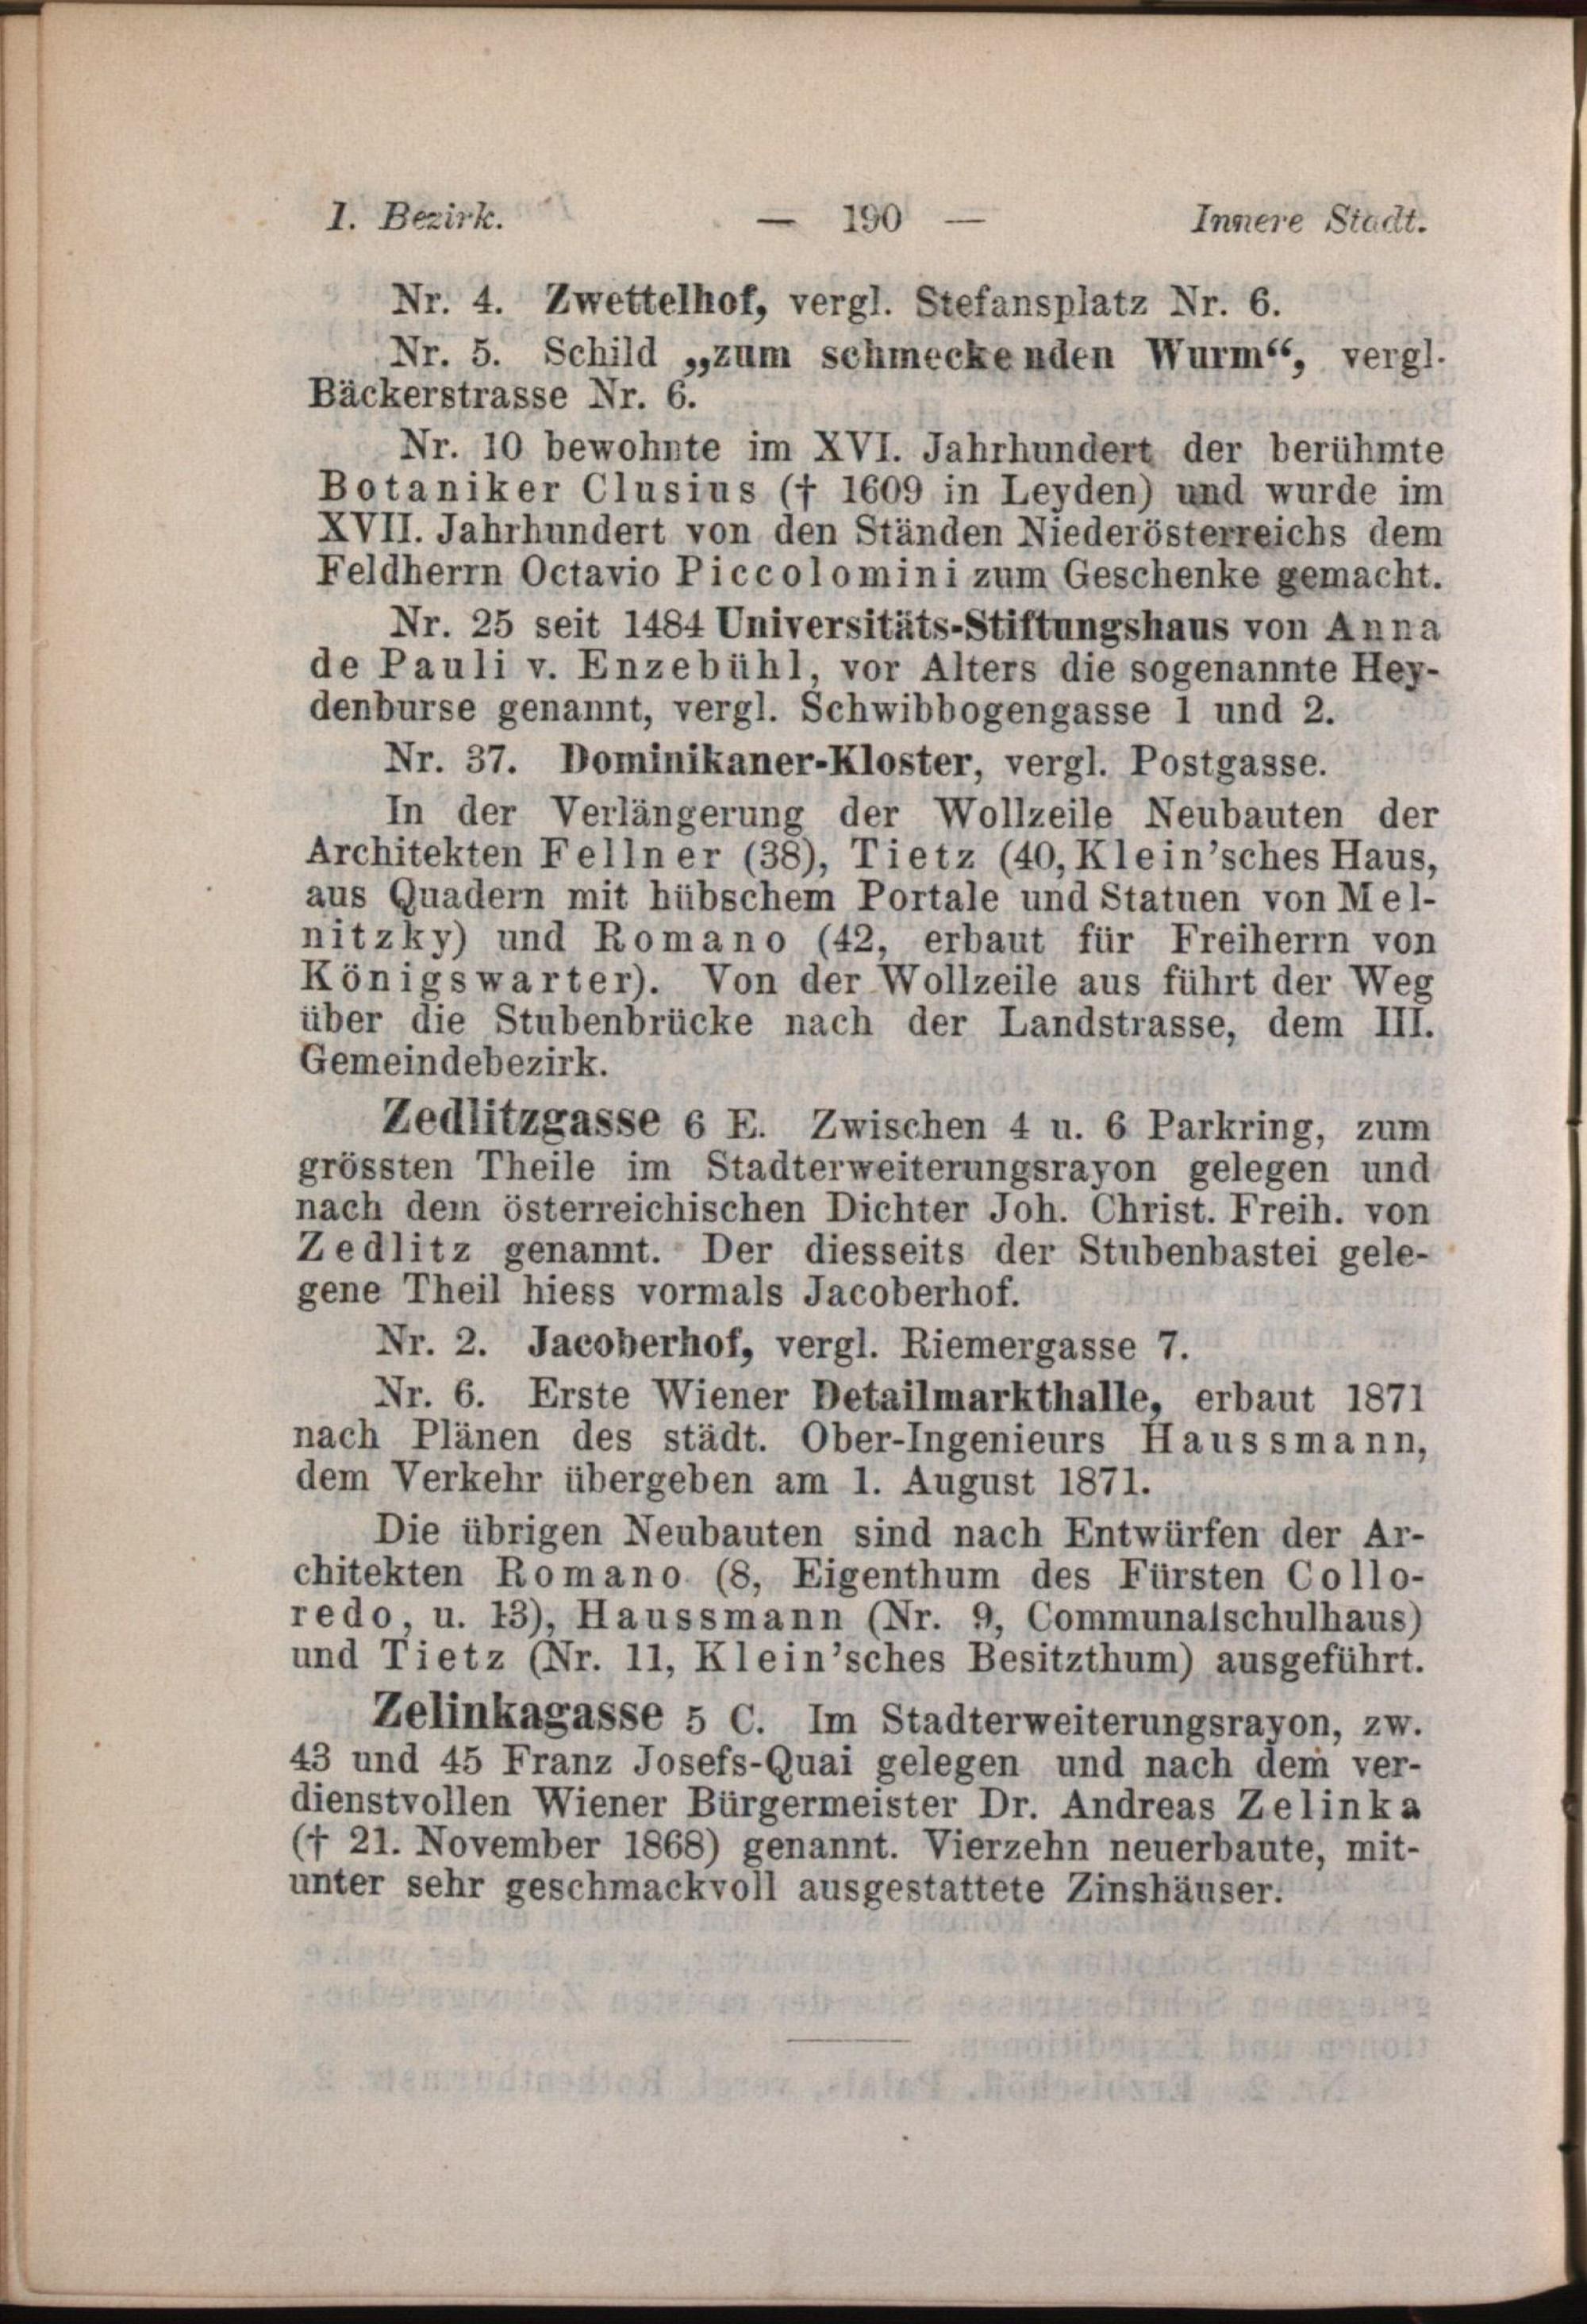 I. Bezirk. — 190 — Innere Stadt.
Nr. 4. Zwettelhof, vergl. Stefansplatz Nr. 6.
Nr. 5. Schild „zum schmeckenden Wurm“, vergl.
Bäckerstrasse Nr. 6.
Nr. 10 bewohnte im XVI. Jahrhundert der berühmte
Botaniker Clusius († 1609 in Leyden) und wurde im
XVII. Jahrhundert von den Ständen Niederösterreichs dem
Feldherrn Octavio Piccolomini zum Geschenke gemacht.
Nr. 25 seit 1484 Universitäts-Stiftungshaus von Anna
de Pauli v. Enzebühl, vor Alters die sogenannte Hey-
denburse genannt, vergl. Schwibbogengasse 1 und 2.
Nr. 37. Dominikaner-Kloster, vergl. Postgasse.
In der Verlängerung der Wollzeile Neubauten der
Architekten Fellner (38), Tietz (40, Klein’sches Haus,
aus Quadern mit hübschem Portale und Statuen von Mel-
nitzky) und Romano (42, erbaut für Freiherrn von
Königswarter). Von der Wollzeile aus führt der Weg
über die Stubenbrücke nach der Landstrasse, dem III.
Gemeindebezirk.
Zedlitzgasse 6 E. Zwischen 4 u. 6 Parkring, zum
grössten Theile im Stadterweiterungsrayon gelegen und
nach dem österreichischen Dichter Joh. Christ. Freih. von
Zedlitz genannt. Der diesseits der Stubenbastei gele-
gene Theil hiess vormals Jacoberhof.
Nr. 2. Jacoberhof, vergl. Riemergasse 7.
Nr. 6. Erste Wiener Detailmarkthalle, erbaut 1871
nach Plänen des städt. Ober-Ingenieurs Haussmann,
dem Verkehr übergeben am 1. August 1871.
Die übrigen Neubauten sind nach Entwürfen der Ar-
chitekten Romano (8, Eigenthum des Fürsten Collo-
redo, u. 13), Haussmann (Nr. 9, Communalschulhaus)
und Tietz (Nr. 11, Klein’sches Besitzthum) ausgeführt.
Zelinkagasse 5 C. Im Stadterweiterungsrayon, zw.
43 und 45 Franz Josefs-Quai gelegen und nach dem ver-
dienstvollen Wiener Bürgermeister Dr. Andreas Zelinka
(† 21. November 1868) genannt. Vierzehn neuerbaute, mit-
unter sehr geschmackvoll ausgestattete Zinshäuser.